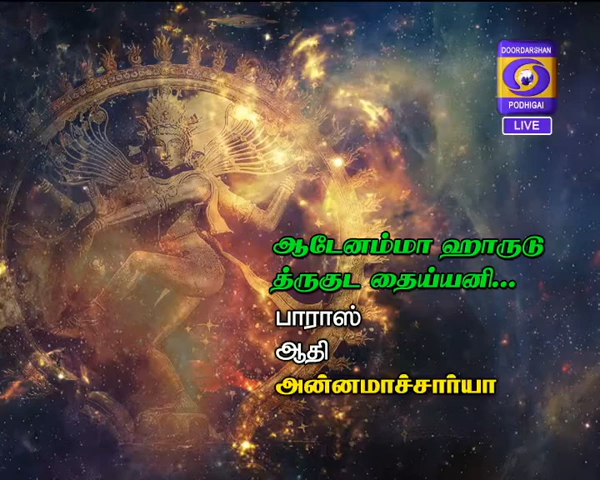 DOORDARSHAN
PODHIGAI
LIVE
ஆடேனம்மா ஹாருடு
த்ருகுட தைய்யனி...
பாராஸ்
ஆதி
அன்னமாச்சார்யா